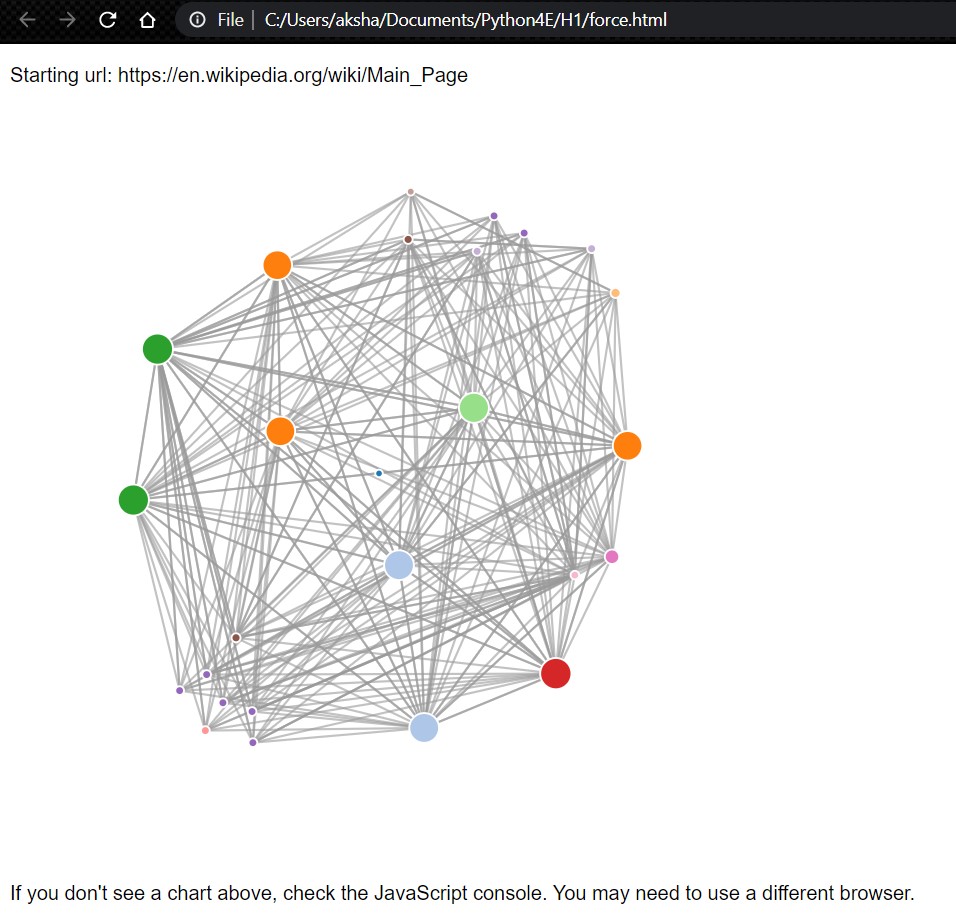 File C:/Users/aksha/Documents/Python4E/H1/force.html
Starting url: https://en.wikipedia.org/wiki/Main_Page
If you don't see a chart above, check the JavaScript console. You may need to use a different browser.